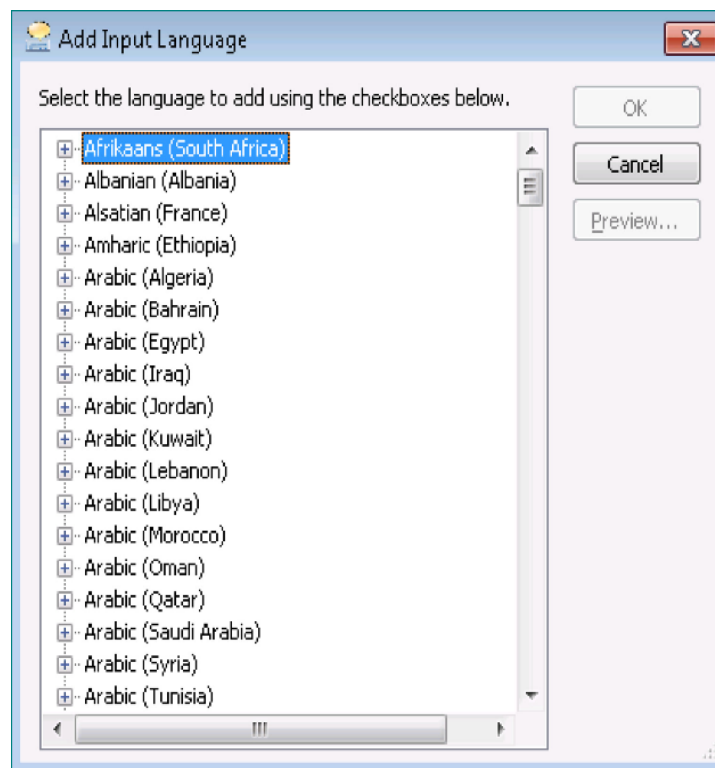 Add Input Language
Select the language to add using the checkboxes below.
OK
Cancel
Preview...
Afrikaans (South Africa)
Albanian (Albania)
Alsatian (France)
Amharic (Ethiopia)
Arabic (Algeria)
Arabic (Bahrain)
Arabic (Egypt)
Arabic (Iraq)
Arabic (Jordan)
Arabic (Kuwait)
Arabic (Lebanon)
Arabic (Libya)
Arabic (Morocco)
Arabic (Oman)
Arabic (Qatar)
Arabic (Saudi Arabia)
Arabic (Syria)
Arabic (Tunisia)